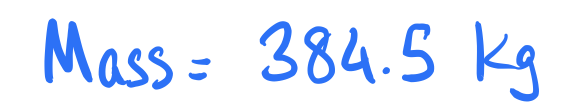 Mass = 384.5 kg